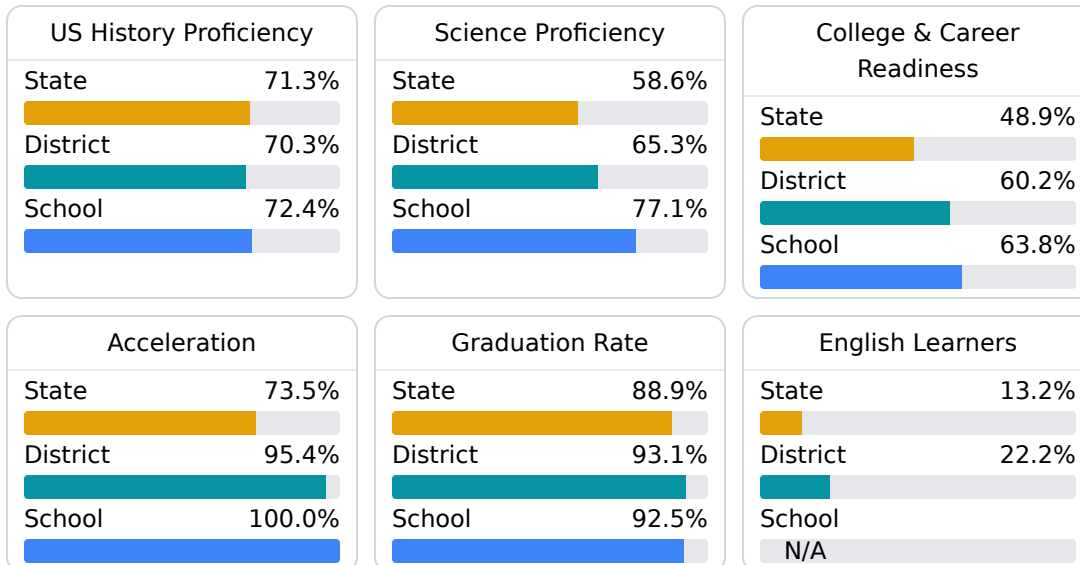 US History Proficiency
State 71.3%
District 70.3%
School 72.4%
Science Proficiency
State 58.6%
District 65.3%
School 77.1%
College & Career
Readiness
State 48.9%
District 60.2%
School 63.8%
Acceleration
State 73.5%
District 95.4%
School 100.0%
Graduation Rate
State 88.9%
District 93.1%
School 92.5%
English Learners
State 13.2%
District 22.2%
School
N/A